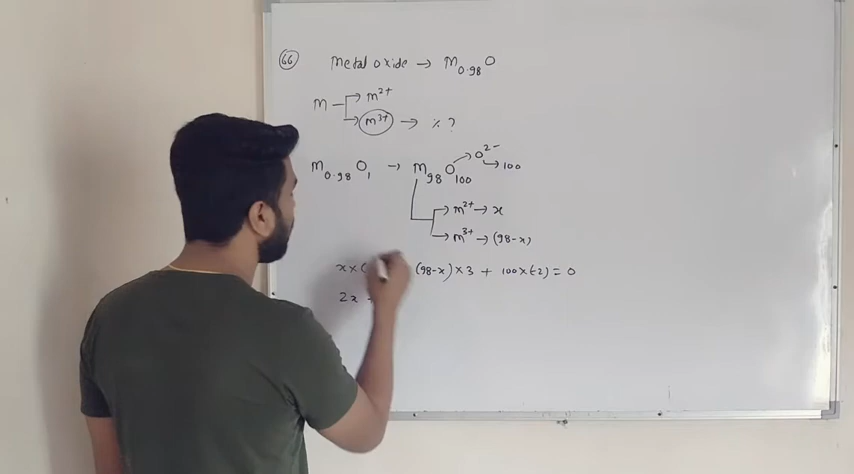 66 Metal oxide → M0.98O
M → M2+
→ M3+ → % ?
M0.98O1 → M98O100 → O2- → 100
→ M2+ → x
→ M3+ → (98-x)
x×( (98-x)×3 + 100×(-2) = 0
2x +